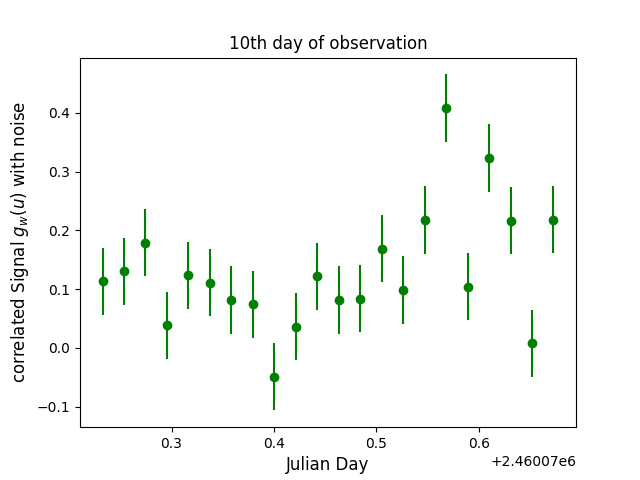 10th day of observation
correlated Signal g_w(u) with noise
0.4
0.3
0.2
0.1
0.0
−0.1
0.3
0.4
0.5
0.6
Julian Day
+2.46007e6